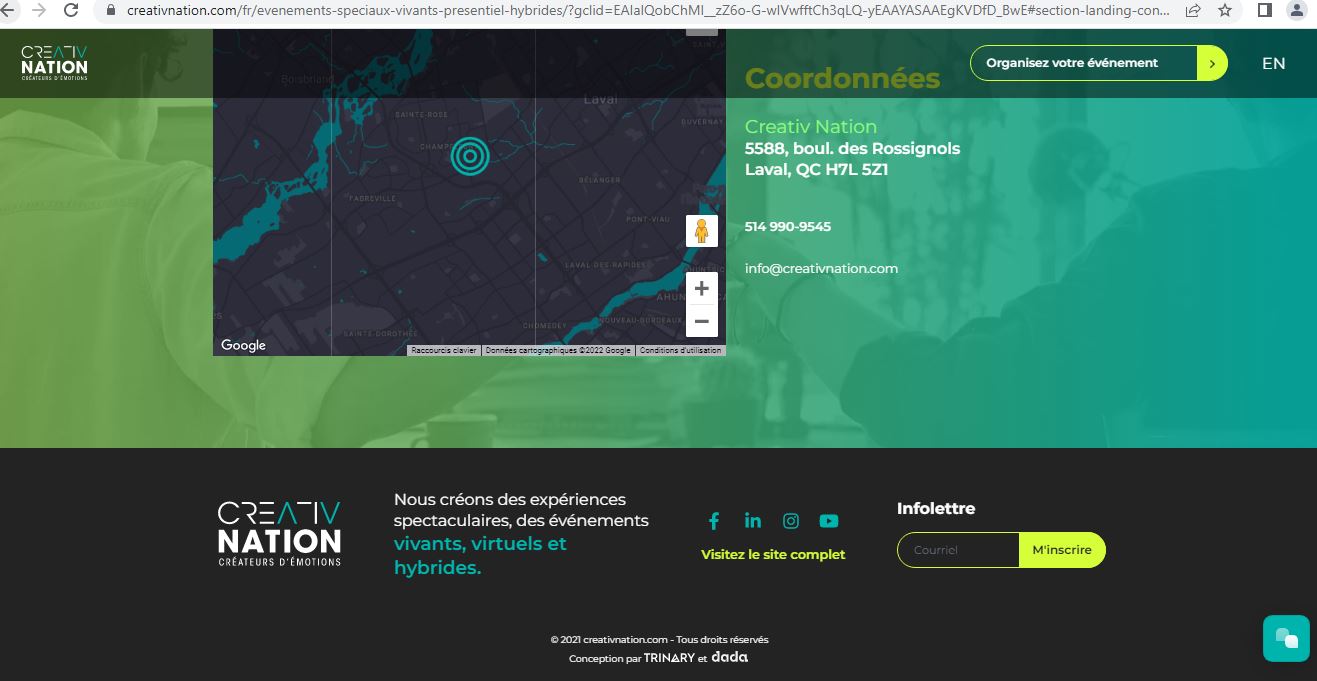 creativnation.com/fr/evenements-speciaux-vivants-presentiel-hybrides/?gclid=EAIaIQobChMI__zZ6o-G-wIVwfftCh3qLQ-yEAAYASAAEgKVDfD_BwE#section-landing-con...
CREATIV
NATION
CRÉATEURS D'ÉMOTIONS
Organisez votre événement
EN
Coordonnées
Creativ Nation
5588, boul. des Rossignols
Laval, QC H7L 5Z1
514 990-9545
info@creativnation.com
Boisbriand
Laval
SAINTE-ROSE
DUVERNAY
FABREVILLE
BÉLANGER
PONT-VIAU
LAVAL-DES-RAPIDES
CHOMEDEY
NOUVEAU-BORDEAUX
SAINTE-DOROTHÉE
Google
Raccourcis clavier
Données cartographiques ©2022 Google
Conditions d'utilisation
CREATIV
NATION
CRÉATEURS D'ÉMOTIONS
Nous créons des expériences
spectaculaires, des événements
vivants, virtuels et
hybrides.
Visitez le site complet
Infolettre
Courriel
M'inscrire
© 2021 creativnation.com - Tous droits réservés
Conception par TRINARY et dada